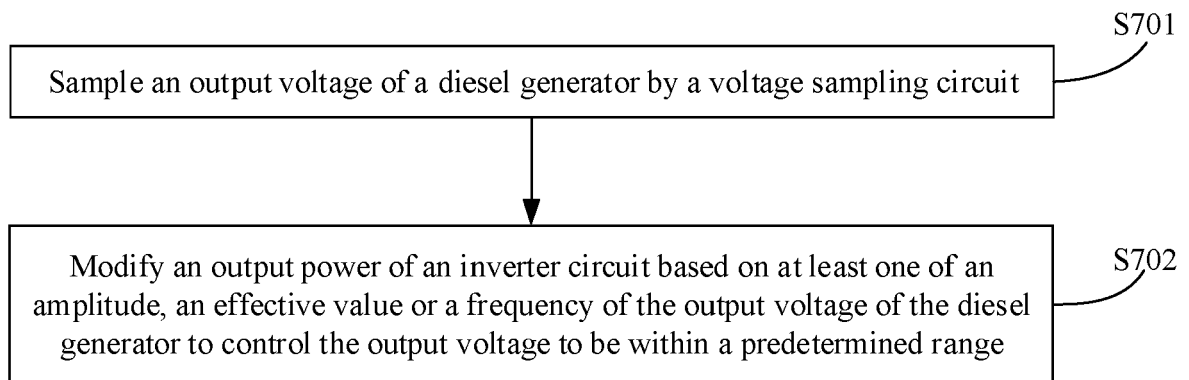 S701
Sample an output voltage of a diesel generator by a voltage sampling circuit
S702
Modify an output power of an inverter circuit based on at least one of an
amplitude, an effective value or a frequency of the output voltage of the diesel
generator to control the output voltage to be within a predetermined range